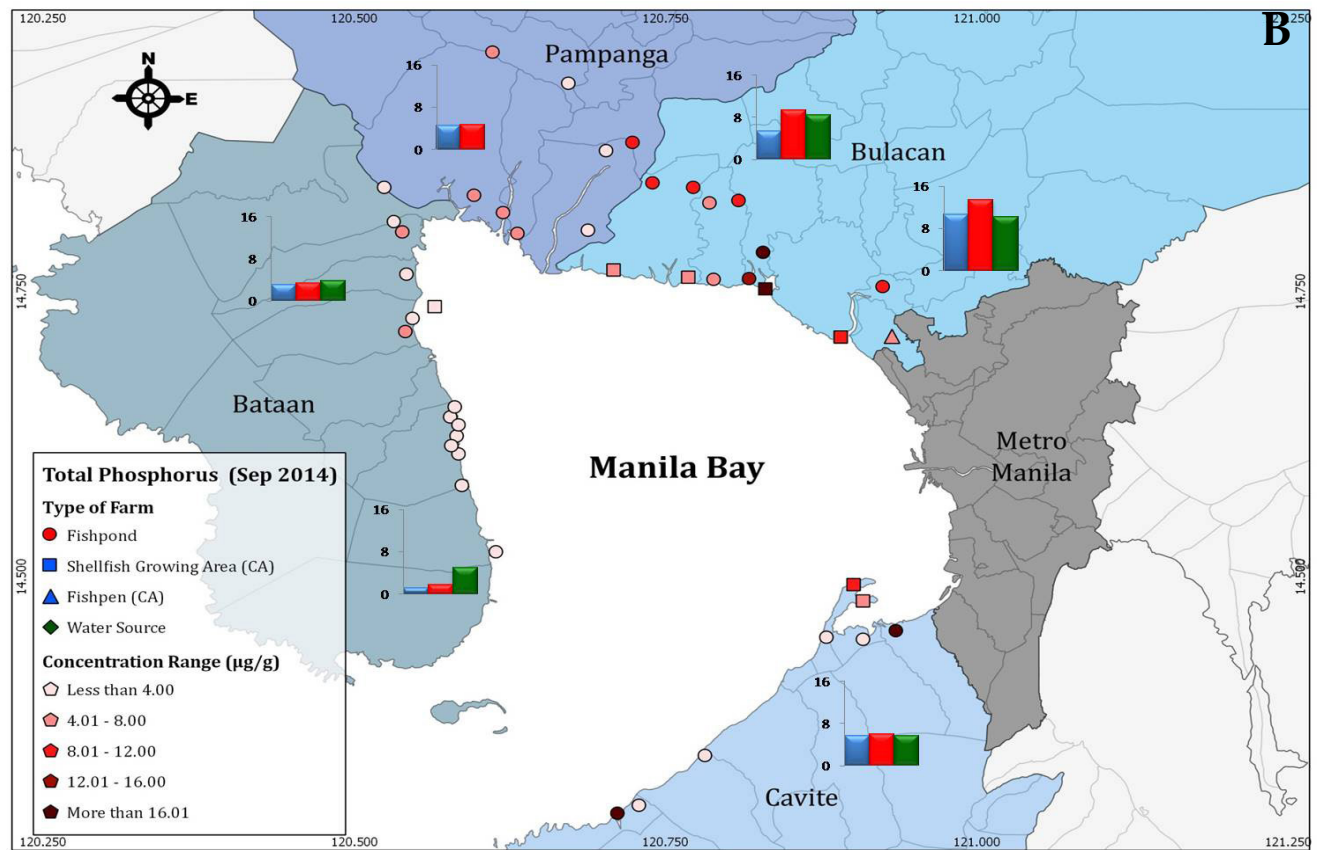 120.250
120.500
120.750
121.000
121.250
B
N
E
Pampanga
16
8
0
16
8
0
Bulacan
16
8
0
16
8
0
14.750
14.750
Bataan
Metro
Manila
Manila Bay
Total Phosphorus (Sep 2014)
Type of Farm
Fishpond
Shellfish Growing Area (CA)
Fishpen (CA)
Water Source
Concentration Range (µg/g)
Less than 4.00
4.01 - 8.00
8.01 - 12.00
12.01 - 16.00
More than 16.01
16
8
0
14.500
14.500
16
8
0
Cavite
120.250
120.500
120.750
121.000
121.250